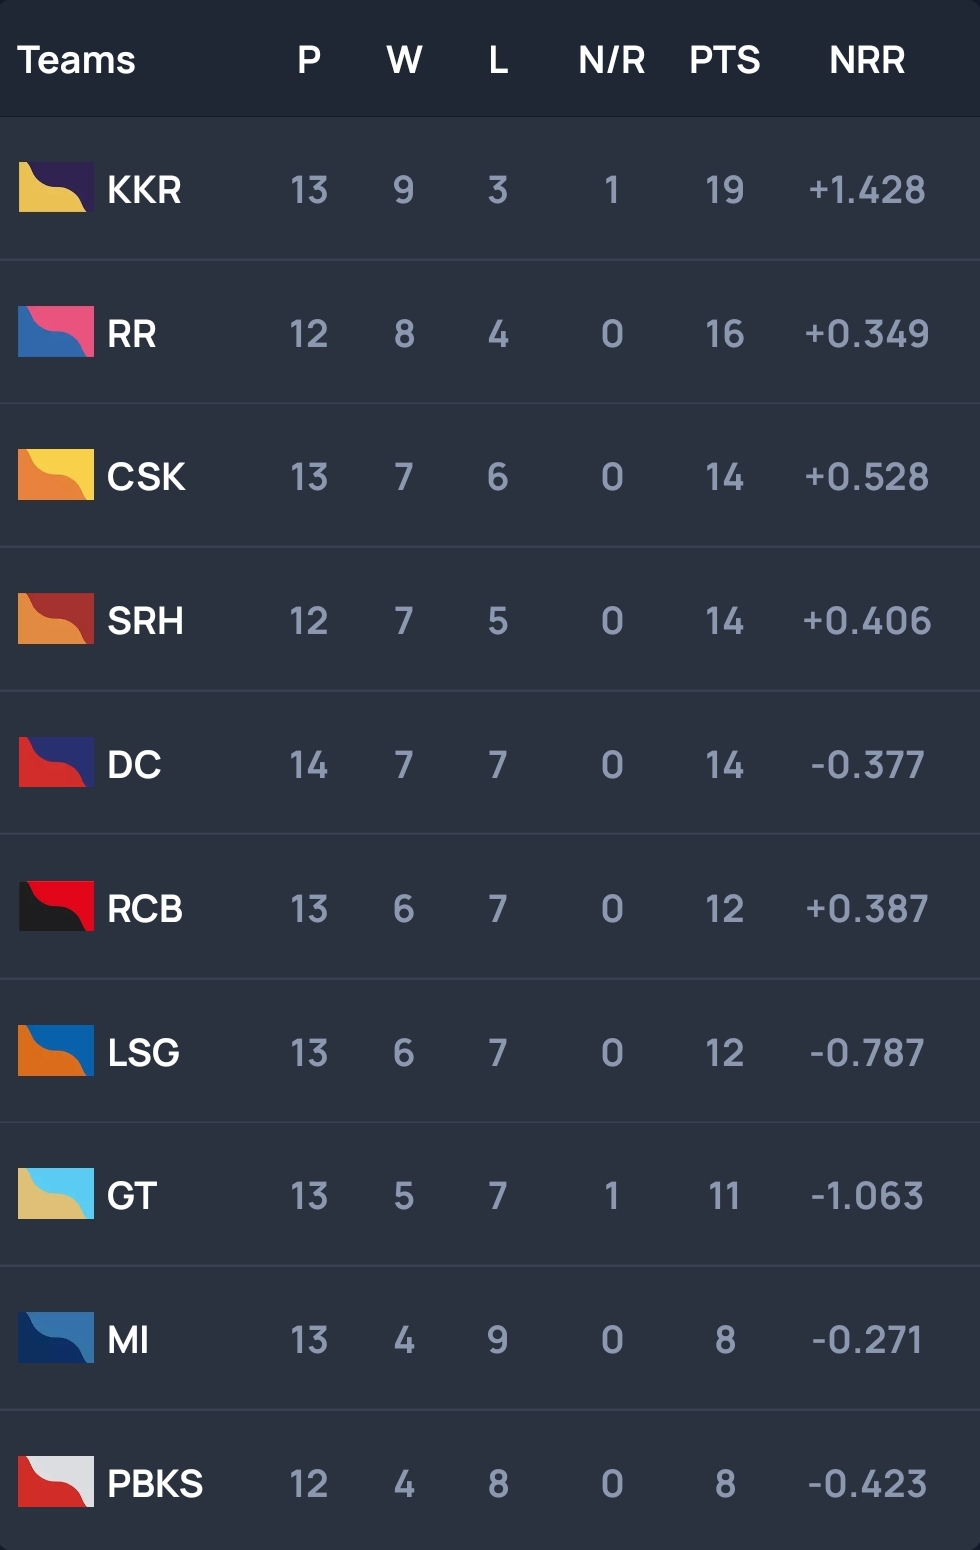 Teams P W L N/R PTS NRR
KKR 13 9 3 1 19 +1.428
RR 12 8 4 0 16 +0.349
CSK 13 7 6 0 14 +0.528
SRH 12 7 5 0 14 +0.406
DC 14 7 7 0 14 -0.377
RCB 13 6 7 0 12 +0.387
LSG 13 6 7 0 12 -0.787
GT 13 5 7 1 11 -1.063
MI 13 4 9 0 8 -0.271
PBKS 12 4 8 0 8 -0.423